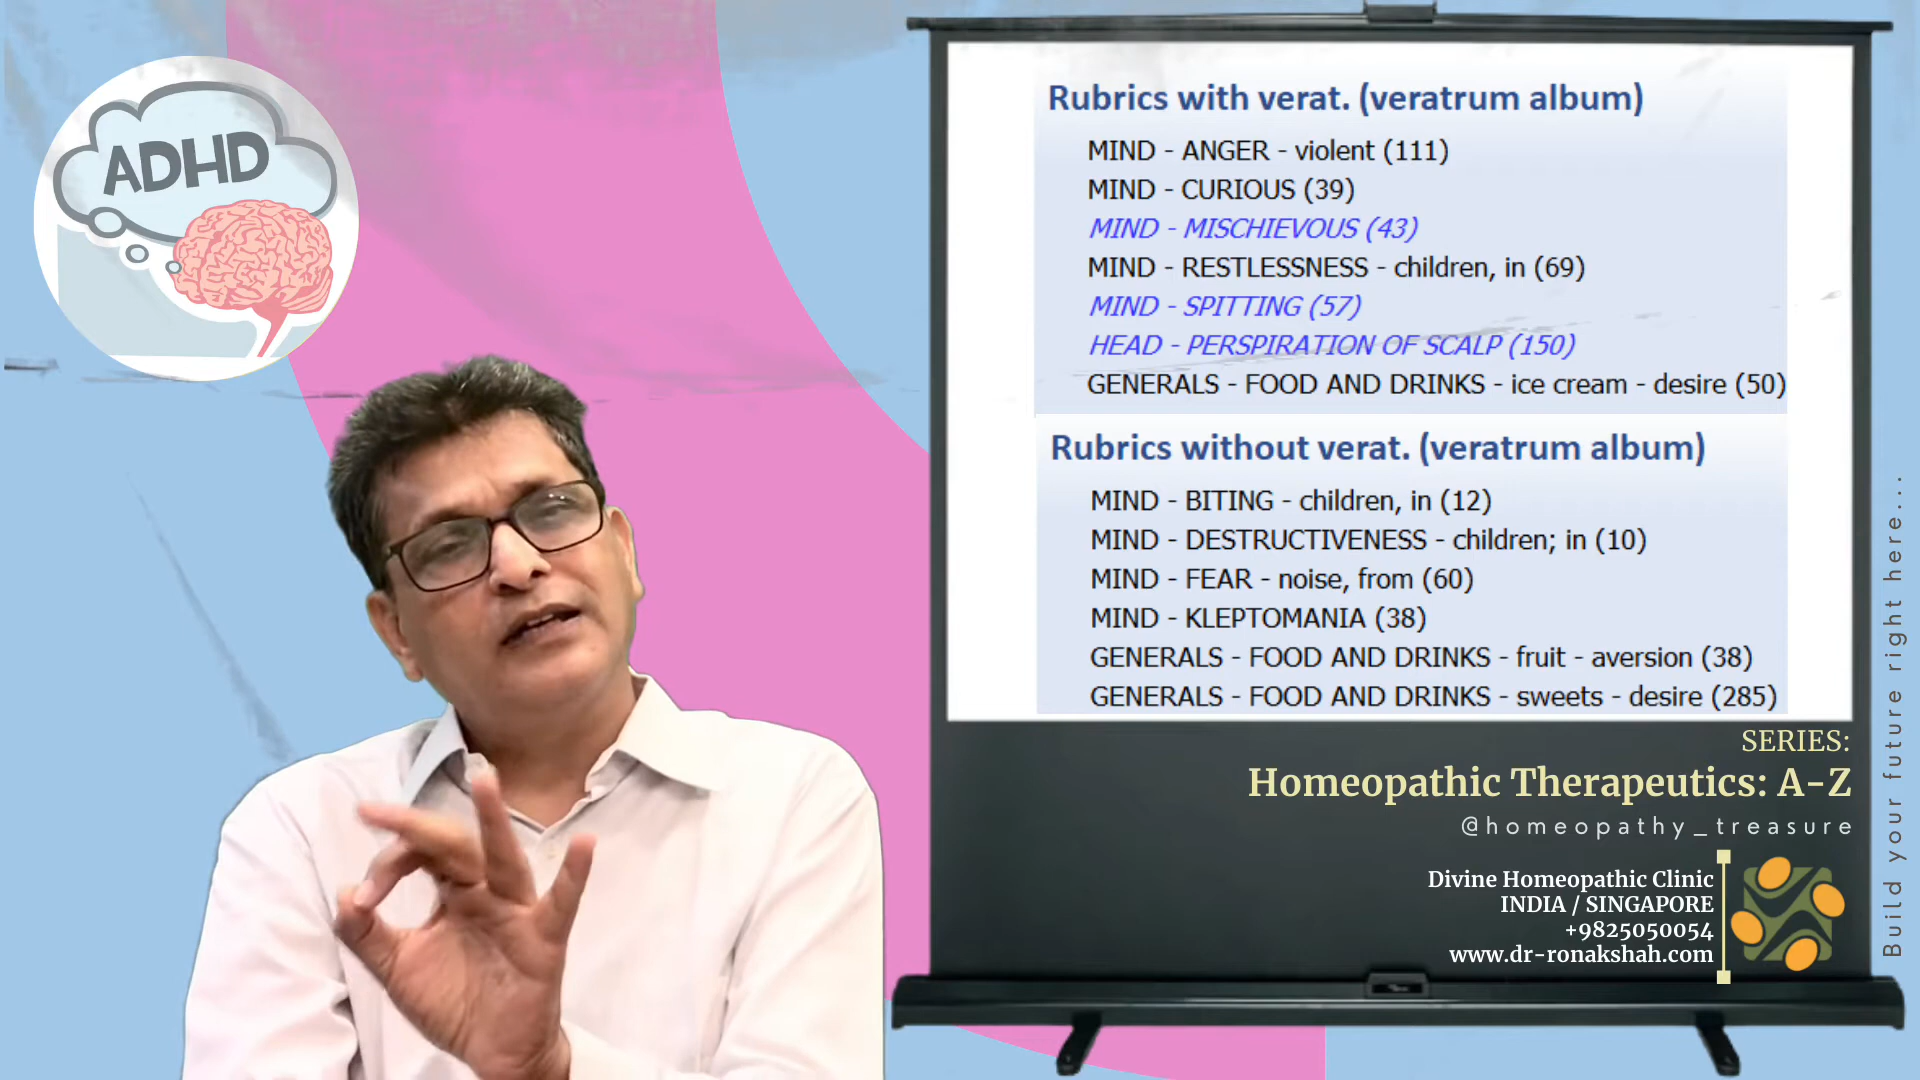 ADHD
Rubrics with verat. (veratrum album)
MIND - ANGER - violent (111)
MIND - CURIOUS (39)
MIND - MISCHIEVOUS (43)
MIND - RESTLESSNESS - children, in (69)
MIND - SPITTING (57)
HEAD - PERSPIRATION OF SCALP (150)
GENERALS - FOOD AND DRINKS - ice cream - desire (50)
Rubrics without verat. (veratrum album)
MIND - BITING - children, in (12)
MIND - DESTRUCTIVENESS - children; in (10)
MIND - FEAR - noise, from (60)
MIND - KLEPTOMANIA (38)
GENERALS - FOOD AND DRINKS - fruit - aversion (38)
GENERALS - FOOD AND DRINKS - sweets - desire (285)
SERIES:
Homeopathic Therapeutics: A-Z
@homeopathy_treasure
Divine Homeopathic Clinic
INDIA / SINGAPORE
+9825050054
www.dr-ronakshah.com
Build your future right here...